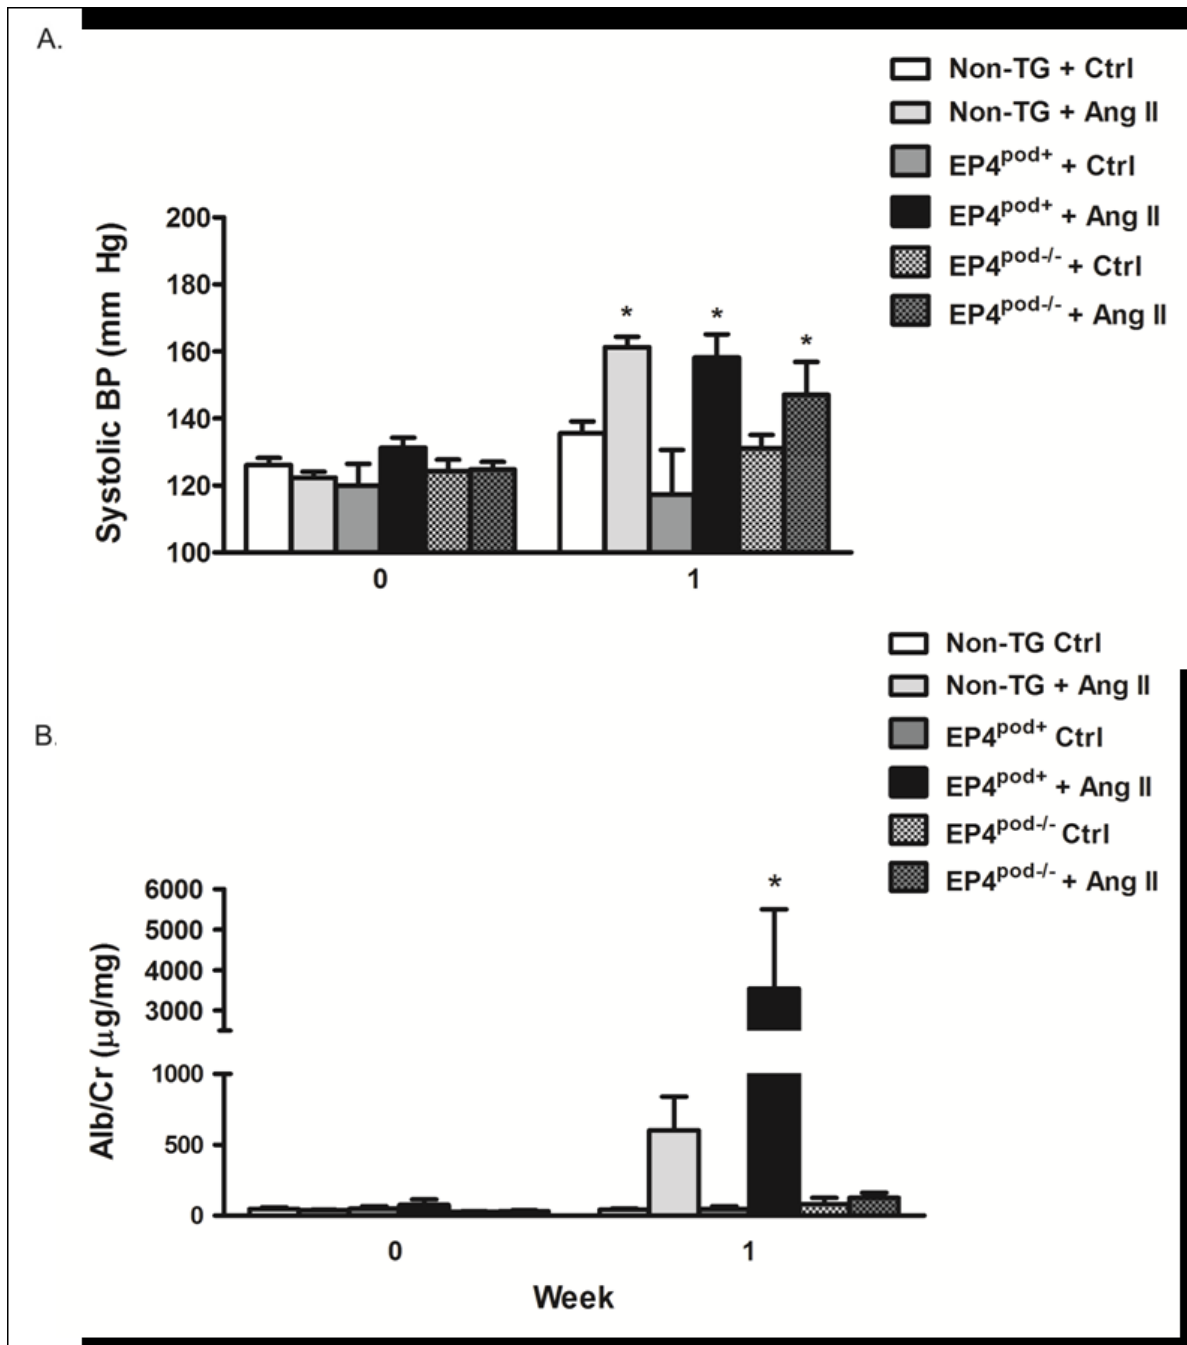 A.
Non-TG + Ctrl
Non-TG + Ang II
EP4pod+ + Ctrl
EP4pod+ + Ang II
EP4pod-/- + Ctrl
EP4pod-/- + Ang II
Systolic BP (mm Hg)
200
180
160
140
120
100
* * *
0 1
B.
Non-TG Ctrl
Non-TG + Ang II
EP4pod+ Ctrl
EP4pod+ + Ang II
EP4pod-/- Ctrl
EP4pod-/- + Ang II
Alb/Cr (μg/mg)
6000
5000
4000
3000
1000
500
0
*
0 1
Week